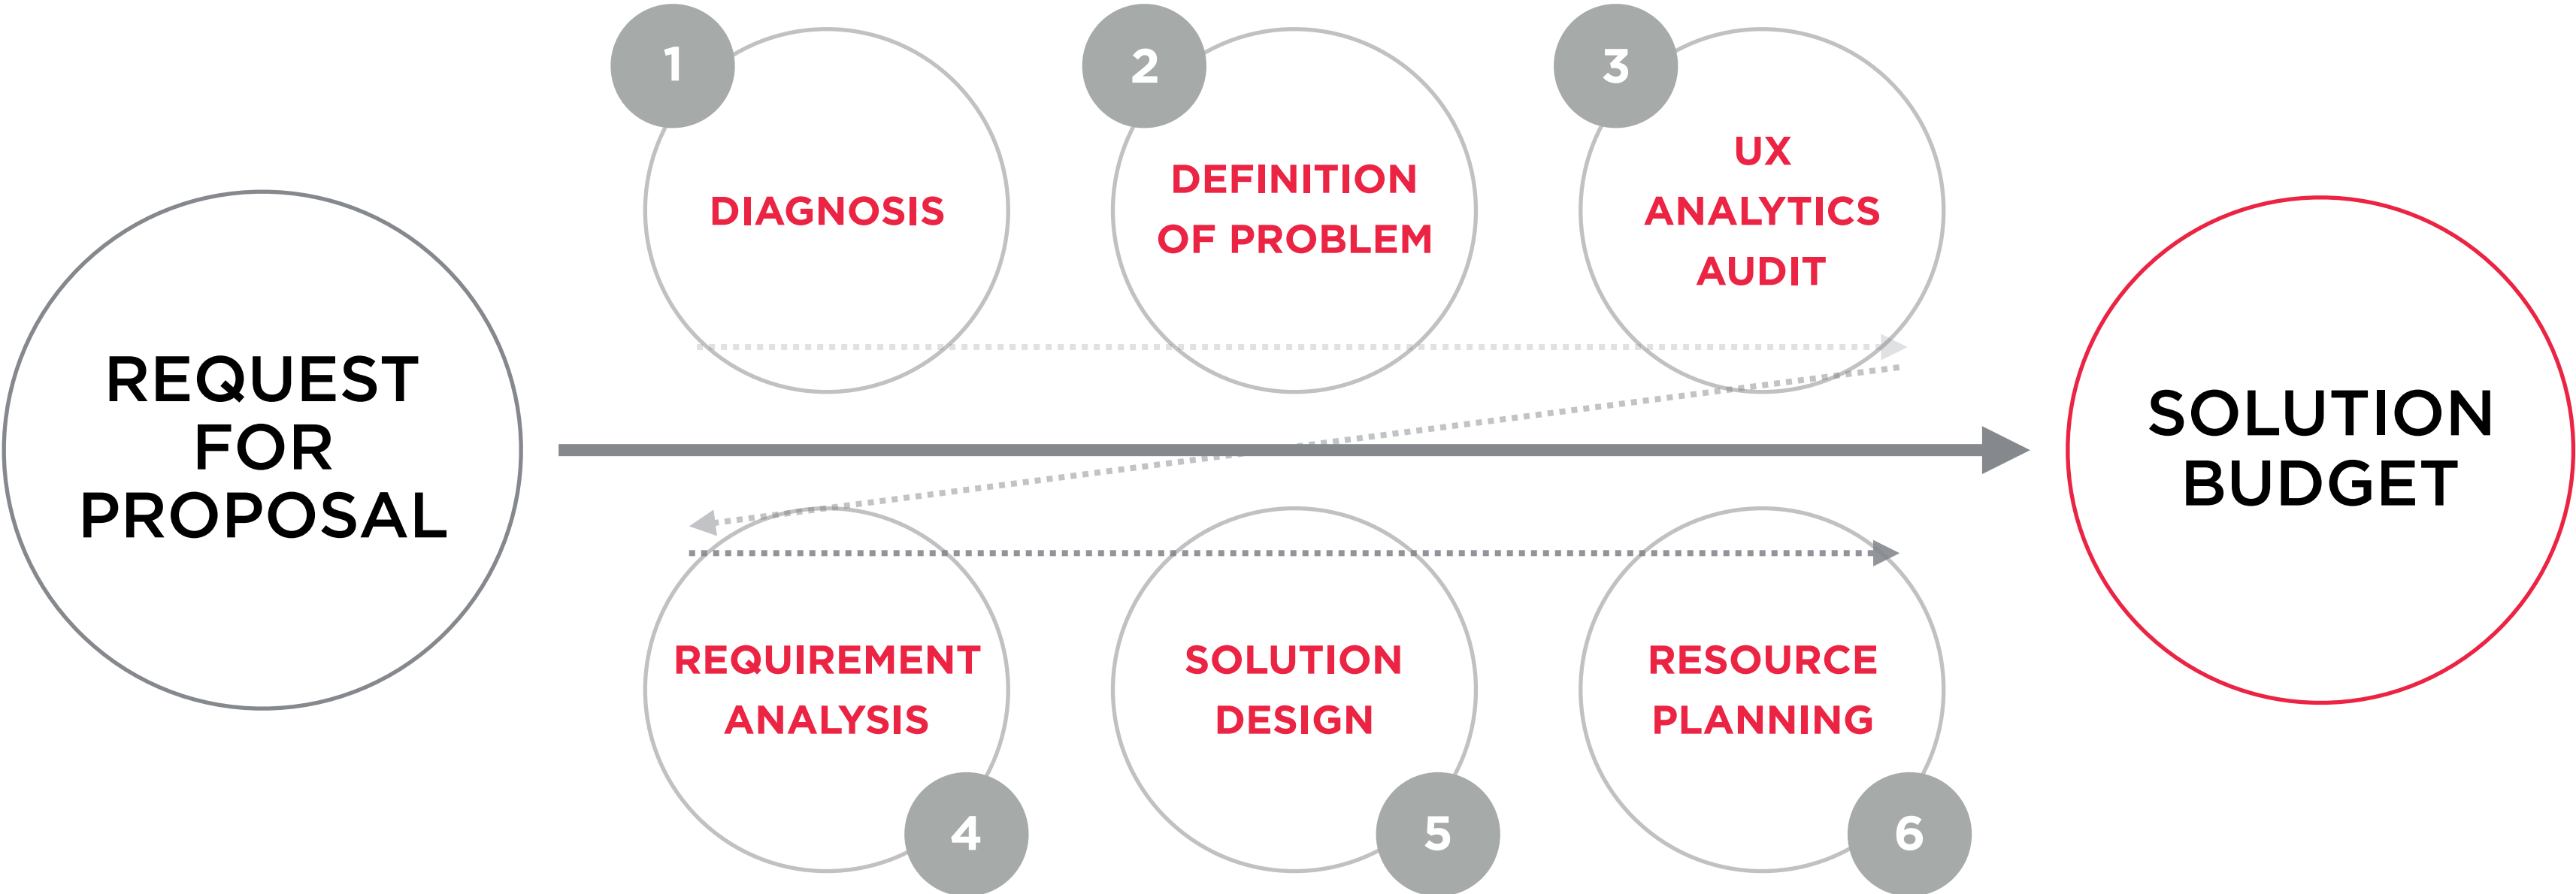 REQUEST
FOR
PROPOSAL
1
DIAGNOSIS
2
DEFINITION
OF PROBLEM
3
UX
ANALYTICS
AUDIT
REQUIREMENT
ANALYSIS
4
SOLUTION
DESIGN
5
RESOURCE
PLANNING
6
SOLUTION
BUDGET